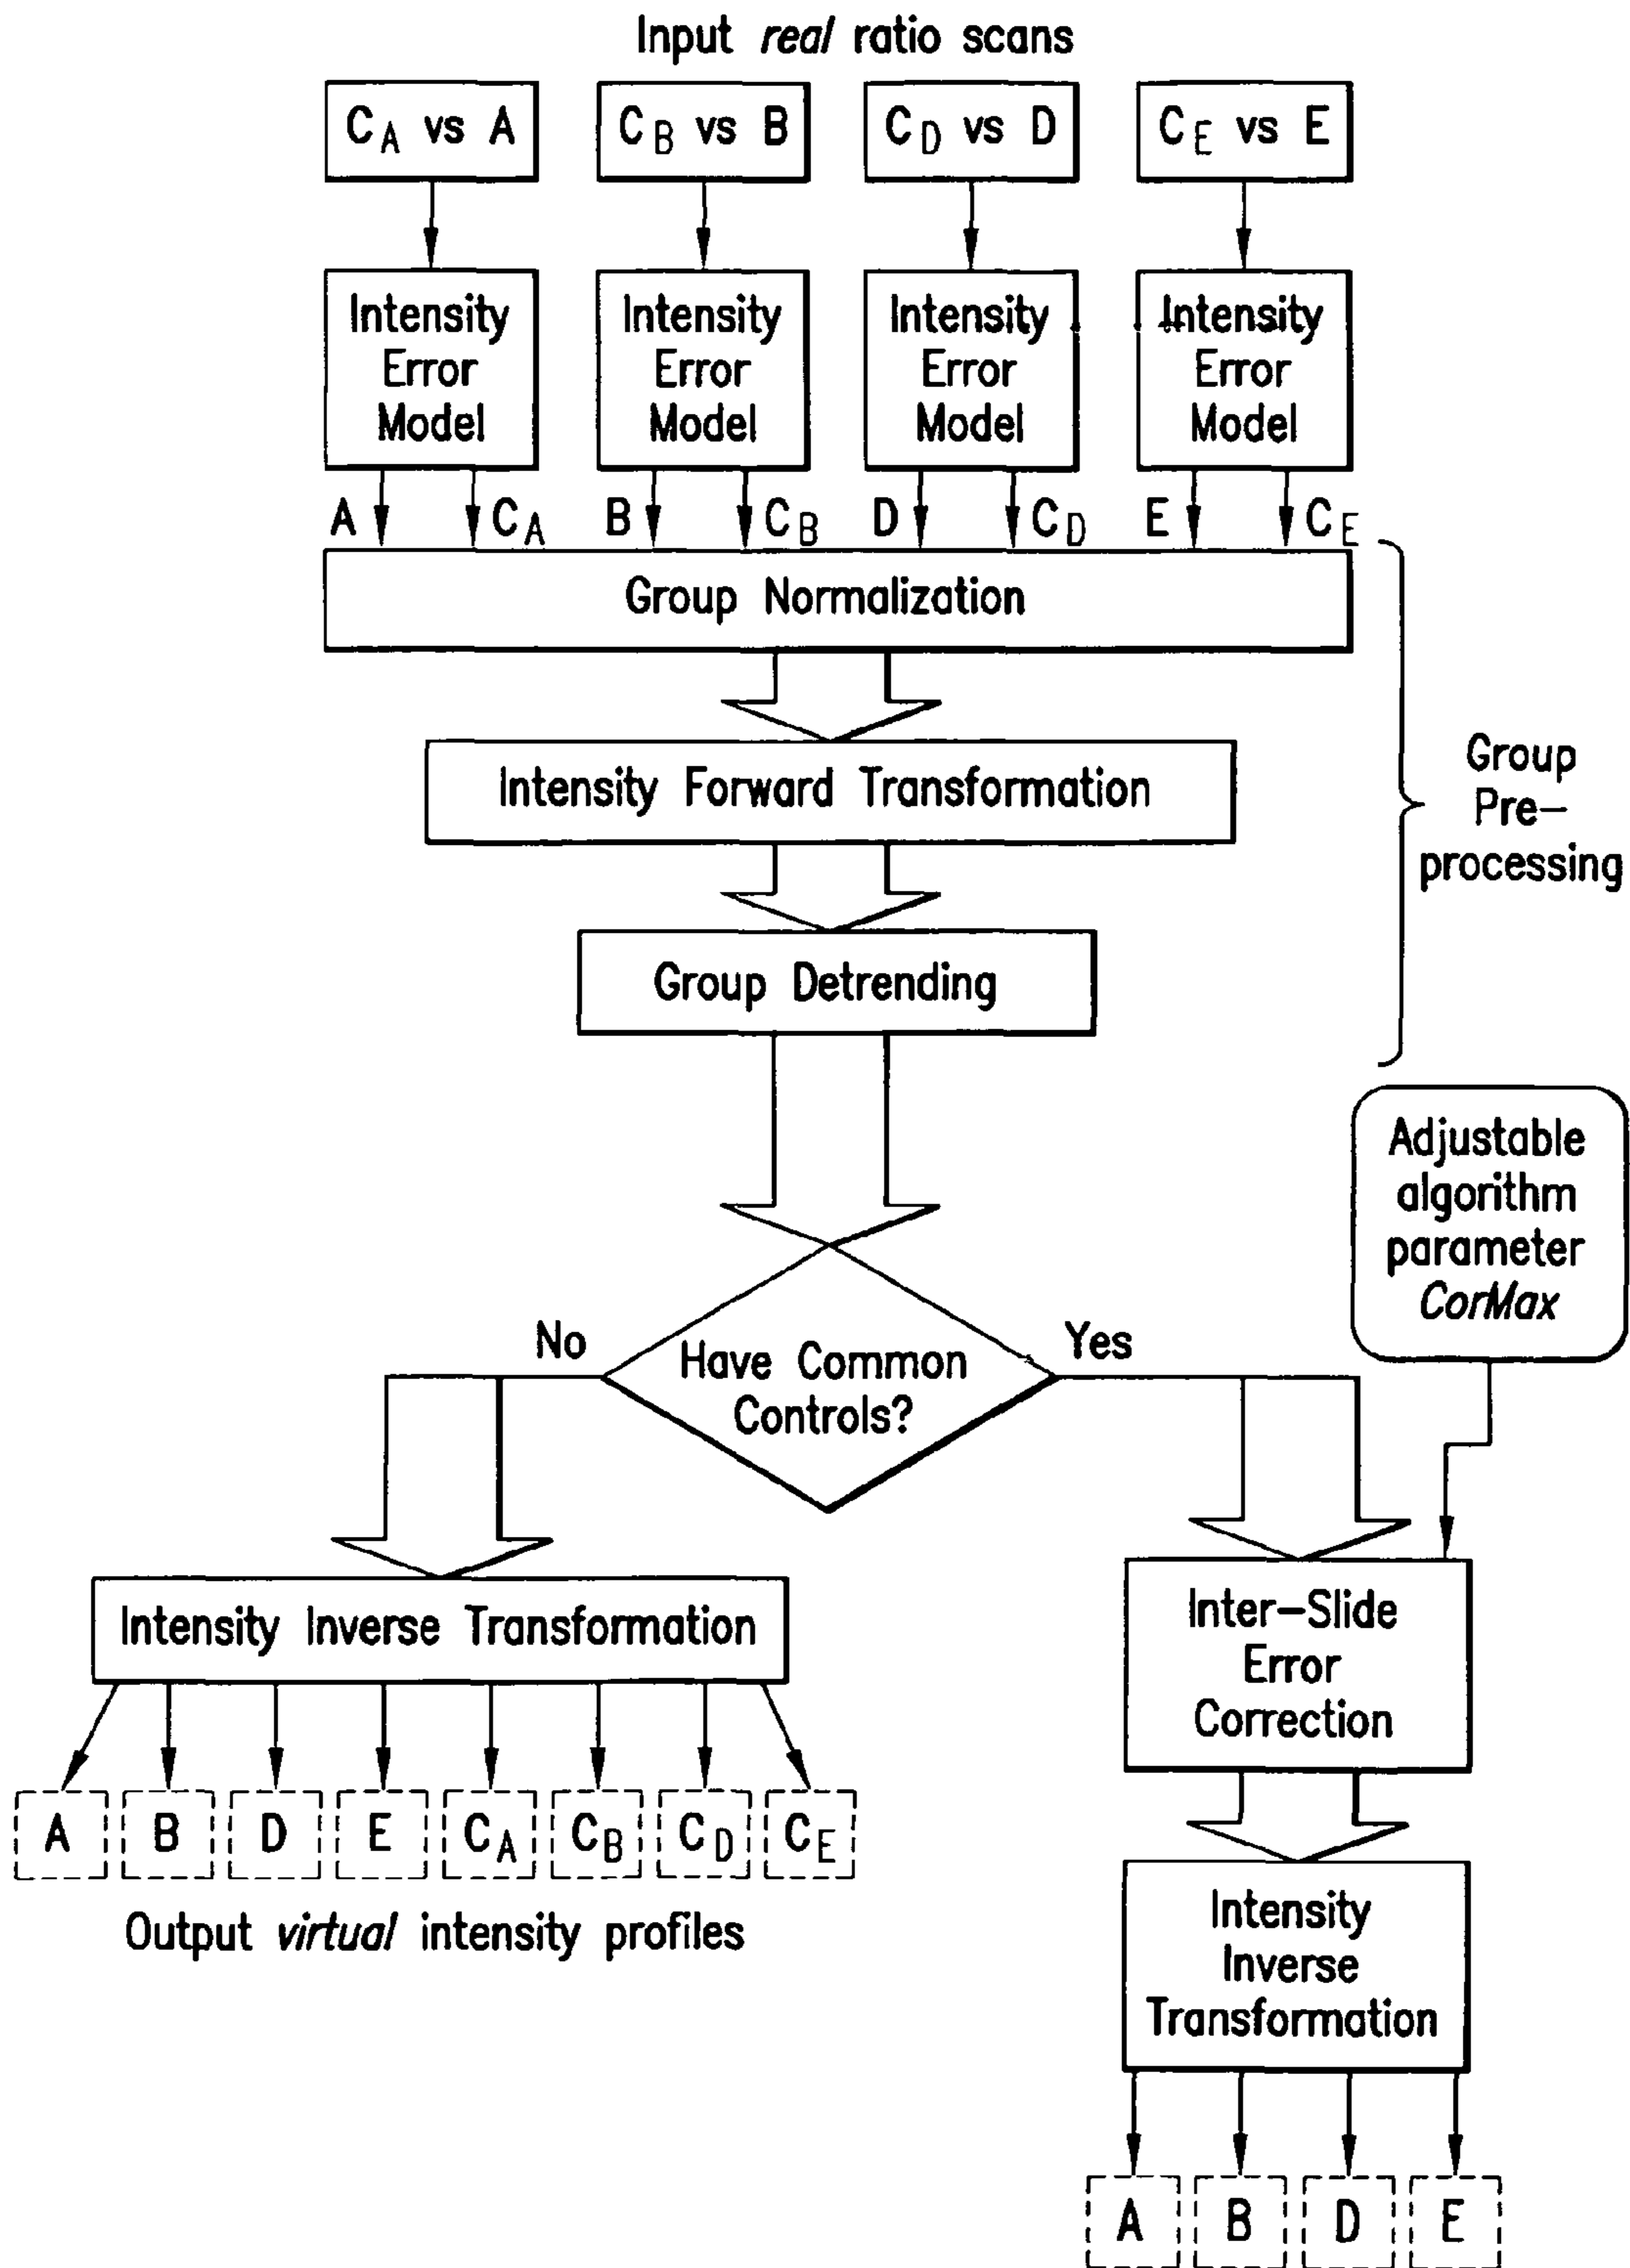 Input real ratio scans
C_A vs A
C_B vs B
C_D vs D
C_E vs E
Intensity
Error
Model
Intensity
Error
Model
Intensity
Error
Model
Intensity
Error
Model
A
C_A
B
C_B
D
C_D
E
C_E
Group Normalization
Intensity Forward Transformation
Group
Pre-
processing
Group Detrending
Adjustable
algorithm
parameter
CorMax
No
Have Common
Controls?
Yes
Intensity Inverse Transformation
Inter-Slide
Error
Correction
A
B
D
E
C_A
C_B
C_D
C_E
Output virtual intensity profiles
Intensity
Inverse
Transformation
A
B
D
E